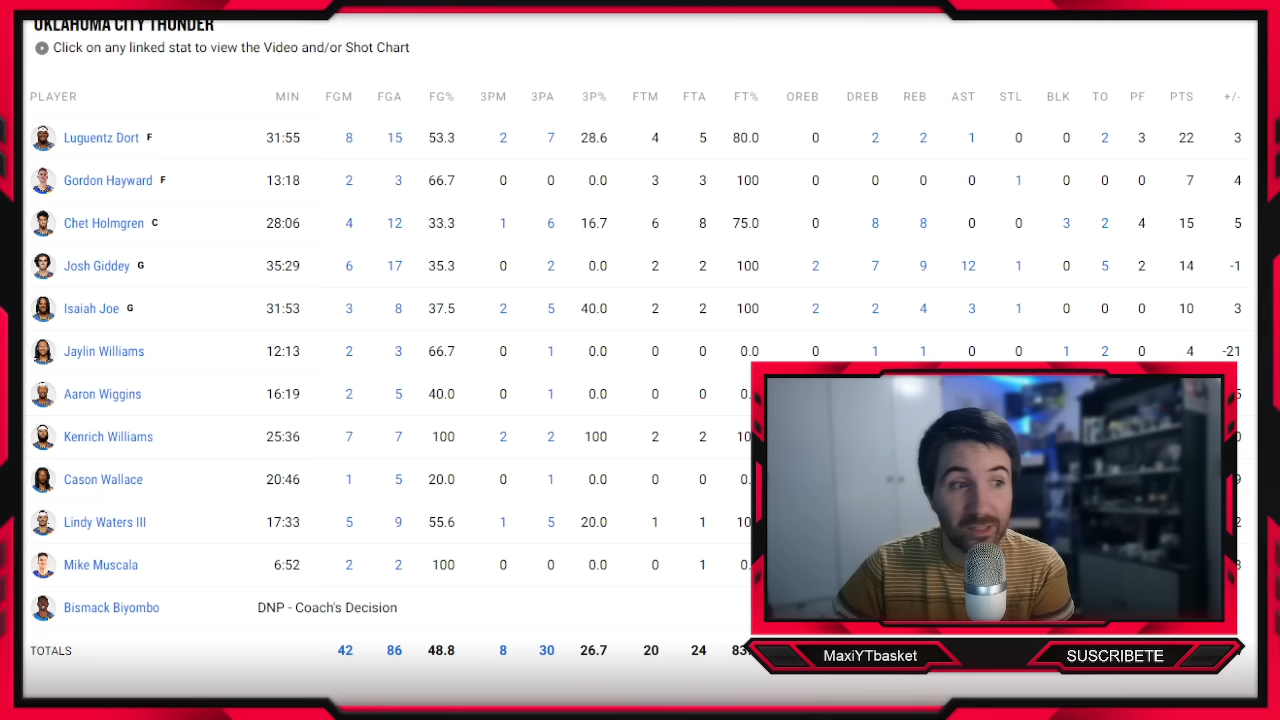 OKLAHOMA CITY THUNDER
Click on any linked stat to view the Video and/or Shot Chart
PLAYER MIN FGM FGA FG% 3PM 3PA 3P% FTM FTA FT% OREB DREB REB AST STL BLK TO PF PTS +/-
Luguentz Dort F 31:55 8 15 53.3 2 7 28.6 4 5 80.0 0 2 2 1 0 0 2 3 22 3
Gordon Hayward F 13:18 2 3 66.7 0 0 0.0 3 3 100 0 0 0 0 1 0 0 0 7 4
Chet Holmgren C 28:06 4 12 33.3 1 6 16.7 6 8 75.0 0 8 8 0 0 3 2 4 15 5
Josh Giddey G 35:29 6 17 35.3 0 2 0.0 2 2 100 2 7 9 12 1 0 5 2 14 -1
Isaiah Joe G 31:53 3 8 37.5 2 5 40.0 2 2 100 2 2 4 3 1 0 0 0 10 3
Jaylin Williams 12:13 2 3 66.7 0 1 0.0 0 0 0.0 0 1 1 0 0 1 2 0 4 -21
Aaron Wiggins 16:19 2 5 40.0 0 1 0.0 0 0
Kenrich Williams 25:36 7 7 100 2 2 100 2 2
Cason Wallace 20:46 1 5 20.0 0 1 0.0 0 0
Lindy Waters III 17:33 5 9 55.6 1 5 20.0 1 1
Mike Muscala 6:52 2 2 100 0 0 0.0 0 1
Bismack Biyombo DNP - Coach's Decision
TOTALS 42 86 48.8 8 30 26.7 20 24
MaxiYTbasket
SUSCRIBETE